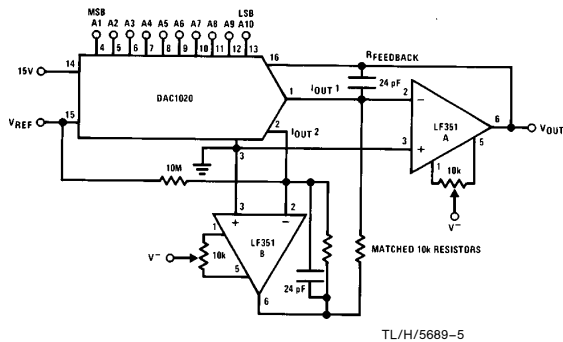 MSB LSB
A1 A2 A3 A4 A5 A6 A7 A8 A9 A10
4 5 6 7 8 9 10 11 12 13
15V 14 16 RFEEDBACK
DAC1020 1 IOUT 1 24 pF 2 − 6 VOUT
VREF 15 2 IOUT 2 LF351
A
3 + 1 5
3 10k
10M V−
3 2
+ −
1 LF351
B
V− 10k 5 24 pF MATCHED 10k RESISTORS
6
TL/H/5689–5